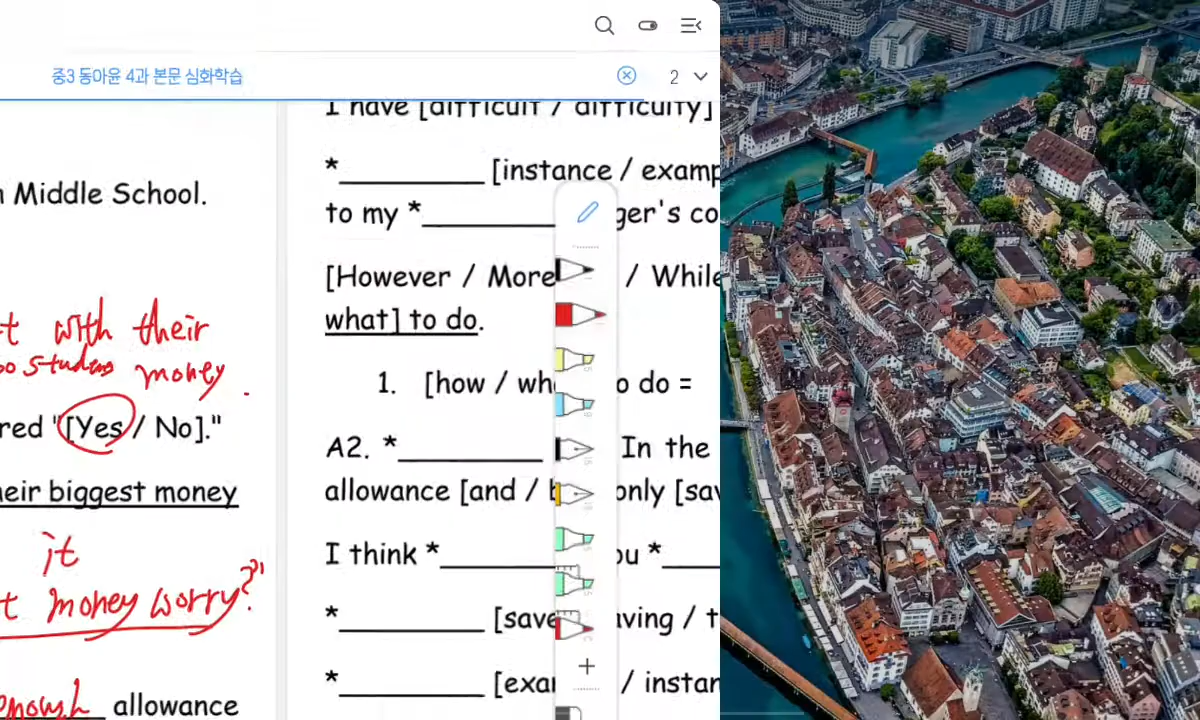 중3 동아윤 4과 본문 심화학습
2
n Middle School.
t with their
students money.
red "[Yes / No]."
eir biggest money
it
t money worry?"
enough allowance
I have [difficult / difficulty]
*__________ [instance / examp
to my *__________ ger's co
[However / More / While
what] to do.
1. [how / wh o do =
A2. *__________ In the
allowance [and / b only [sav
I think *__________ ou *____
*__________ [save aving / t
*__________ [exam / instan